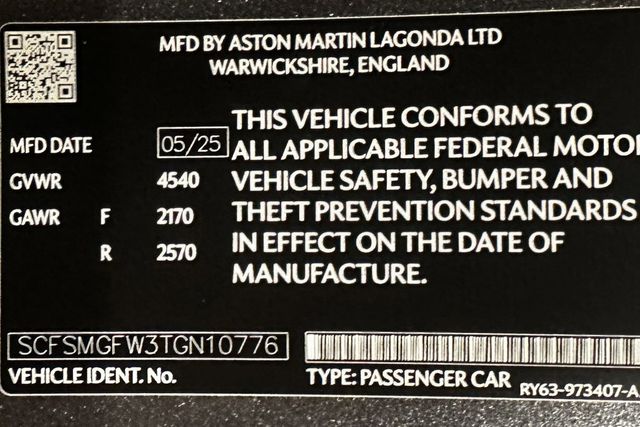 MFD BY ASTON MARTIN LAGONDA LTD
WARWICKSHIRE, ENGLAND
MFD DATE 05/25
GVWR 4540
GAWR F 2170
R 2570
THIS VEHICLE CONFORMS TO
ALL APPLICABLE FEDERAL MOTOR
VEHICLE SAFETY, BUMPER AND
THEFT PREVENTION STANDARDS
IN EFFECT ON THE DATE OF
MANUFACTURE.
SCFSMGFW3TGN10776
VEHICLE IDENT. No.
TYPE: PASSENGER CAR
RY63-973407-A